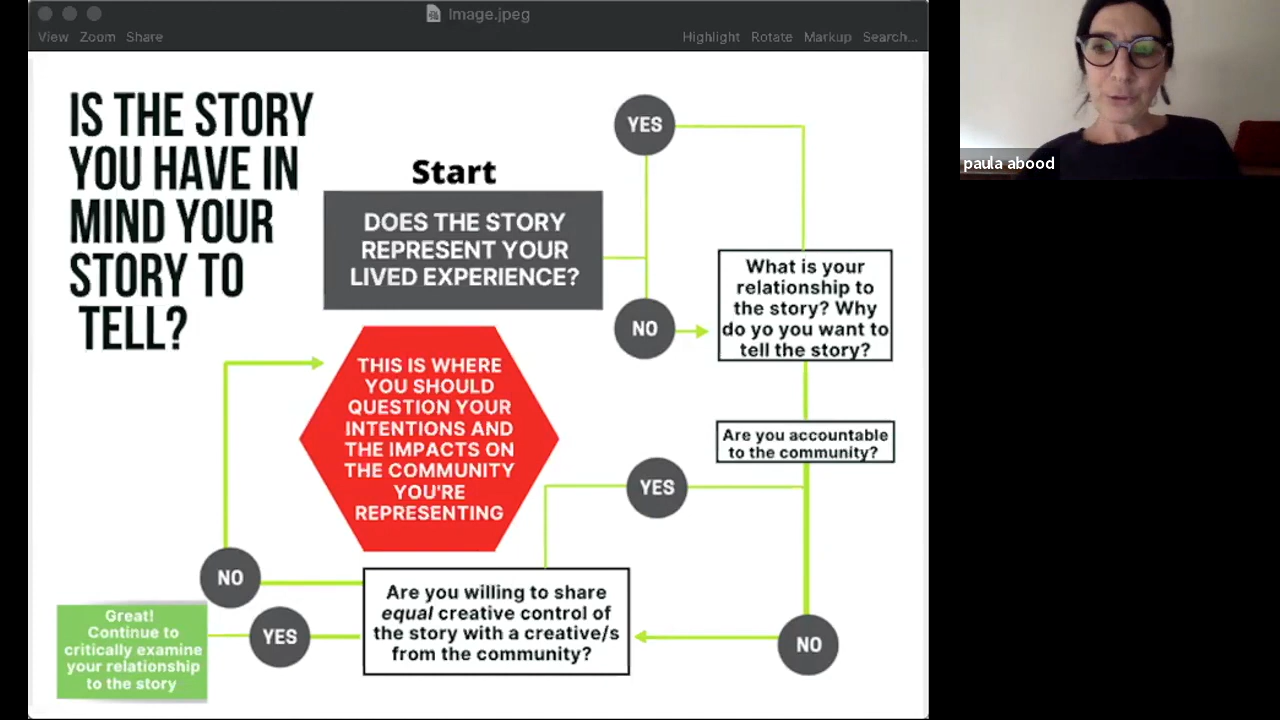 Image.jpeg
View Zoom Share
Highlight Rotate Markup Search...
IS THE STORY
YOU HAVE IN
MIND YOUR
STORY TO
TELL?
Start
DOES THE STORY
REPRESENT YOUR
LIVED EXPERIENCE?
YES
NO
What is your
relationship to
the story? Why
do yo you want to
tell the story?
Are you accountable
to the community?
YES
NO
Are you willing to share
equal creative control of
the story with a creative/s
from the community?
NO
THIS IS WHERE
YOU SHOULD
QUESTION YOUR
INTENTIONS AND
THE IMPACTS ON
THE COMMUNITY
YOU'RE
REPRESENTING
YES
Great!
Continue to
critically examine
your relationship
to the story
paula abood